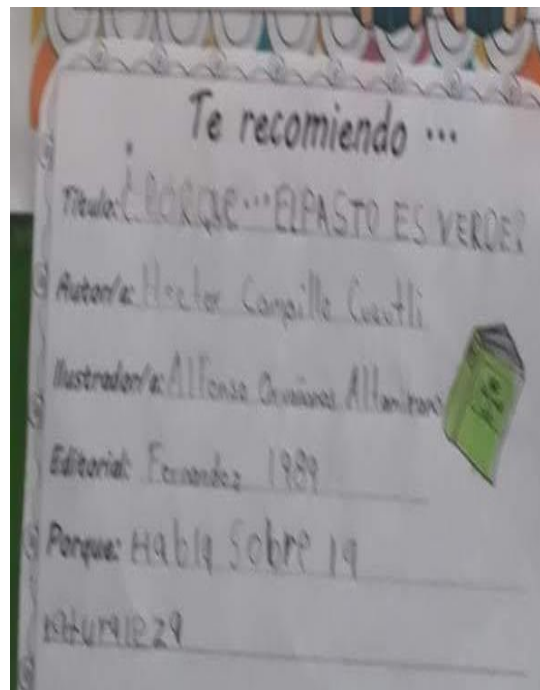 Te recomiendo ...
Título: ¿PORQUE... ELPASTO ES VERDE?
Autor/a: Hector Campillo Cuautli
Ilustrador/a: Alfonso Altamirano
Editorial: Fernandez 1989
Porque: Habla sobre la
naturaleza